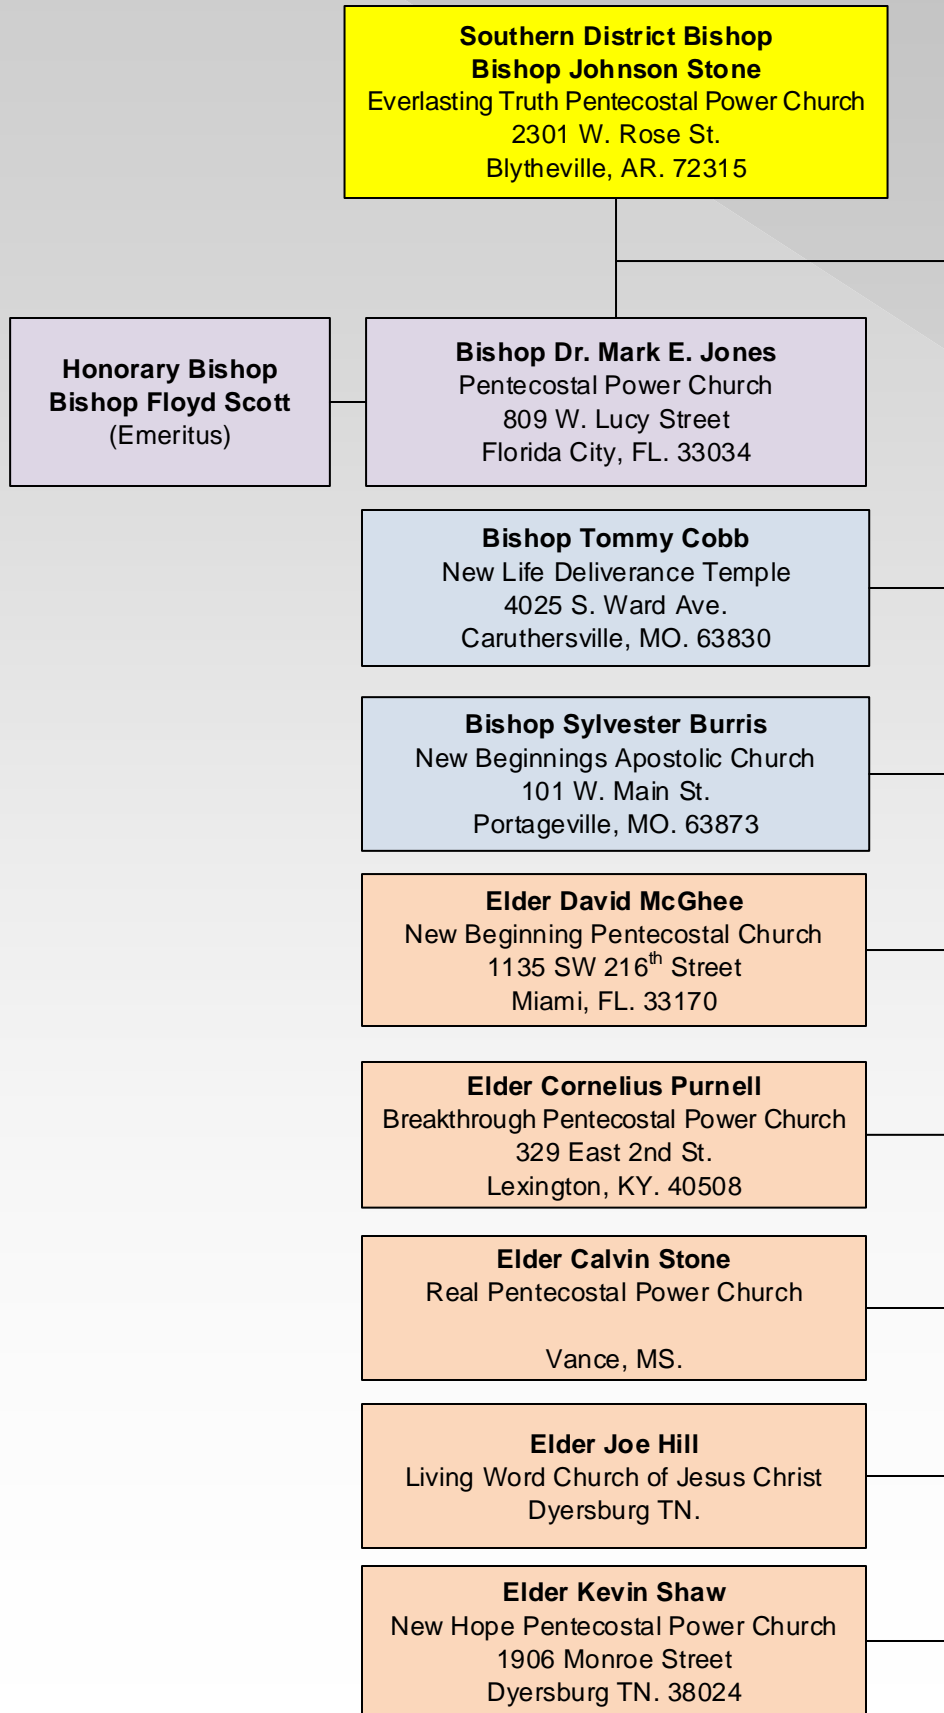 Southern District Bishop
Bishop Johnson Stone
Everlasting Truth Pentecostal Power Church
2301 W. Rose St.
Blytheville, AR. 72315
Honorary Bishop
Bishop Floyd Scott
(Emeritus)
Bishop Dr. Mark E. Jones
Pentecostal Power Church
809 W. Lucy Street
Florida City, FL. 33034
Bishop Tommy Cobb
New Life Deliverance Temple
4025 S. Ward Ave.
Caruthersville, MO. 63830
Bishop Sylvester Burris
New Beginnings Apostolic Church
101 W. Main St.
Portageville, MO. 63873
Elder David McGhee
New Beginning Pentecostal Church
1135 SW 216th Street
Miami, FL. 33170
Elder Cornelius Purnell
Breakthrough Pentecostal Power Church
329 East 2nd St.
Lexington, KY. 40508
Elder Calvin Stone
Real Pentecostal Power Church
Vance, MS.
Elder Joe Hill
Living Word Church of Jesus Christ
Dyersburg TN.
Elder Kevin Shaw
New Hope Pentecostal Power Church
1906 Monroe Street
Dyersburg TN. 38024